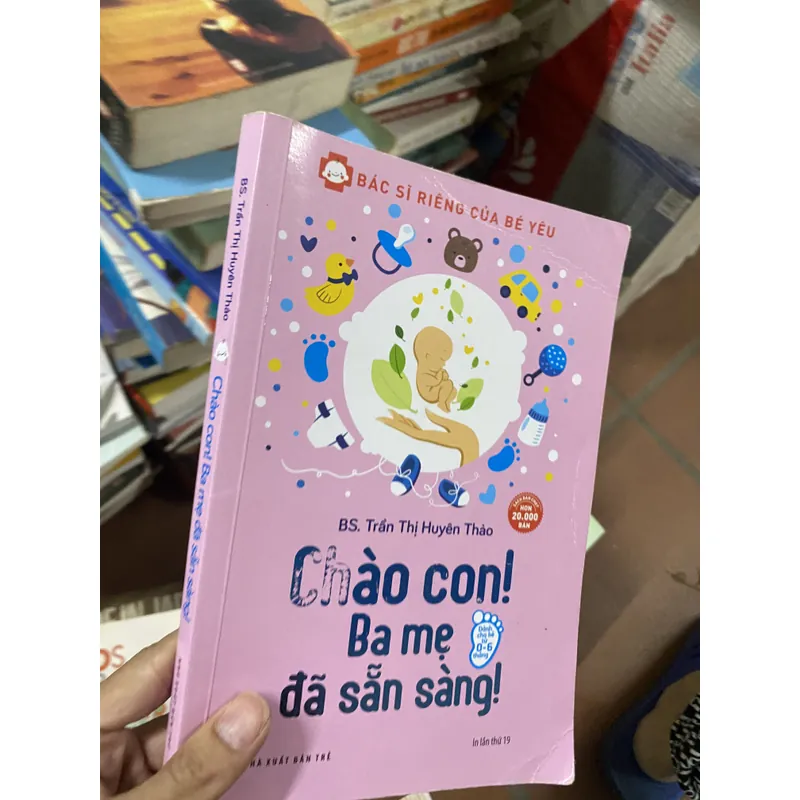 BÁC SĨ RIÊNG CỦA BÉ YÊU
BS. Trần Thị Huyên Thảo
HƠN
20.000
BẢN
Chào con!
Ba mẹ
đã sẵn sàng!
Dành
cho bé
từ
0-6
tháng
In lần thứ 19
XUẤT BẢN TRẺ
BS. Trần Thị Huyên Thảo
Chào con! Ba mẹ đã sẵn sàng!
Italia